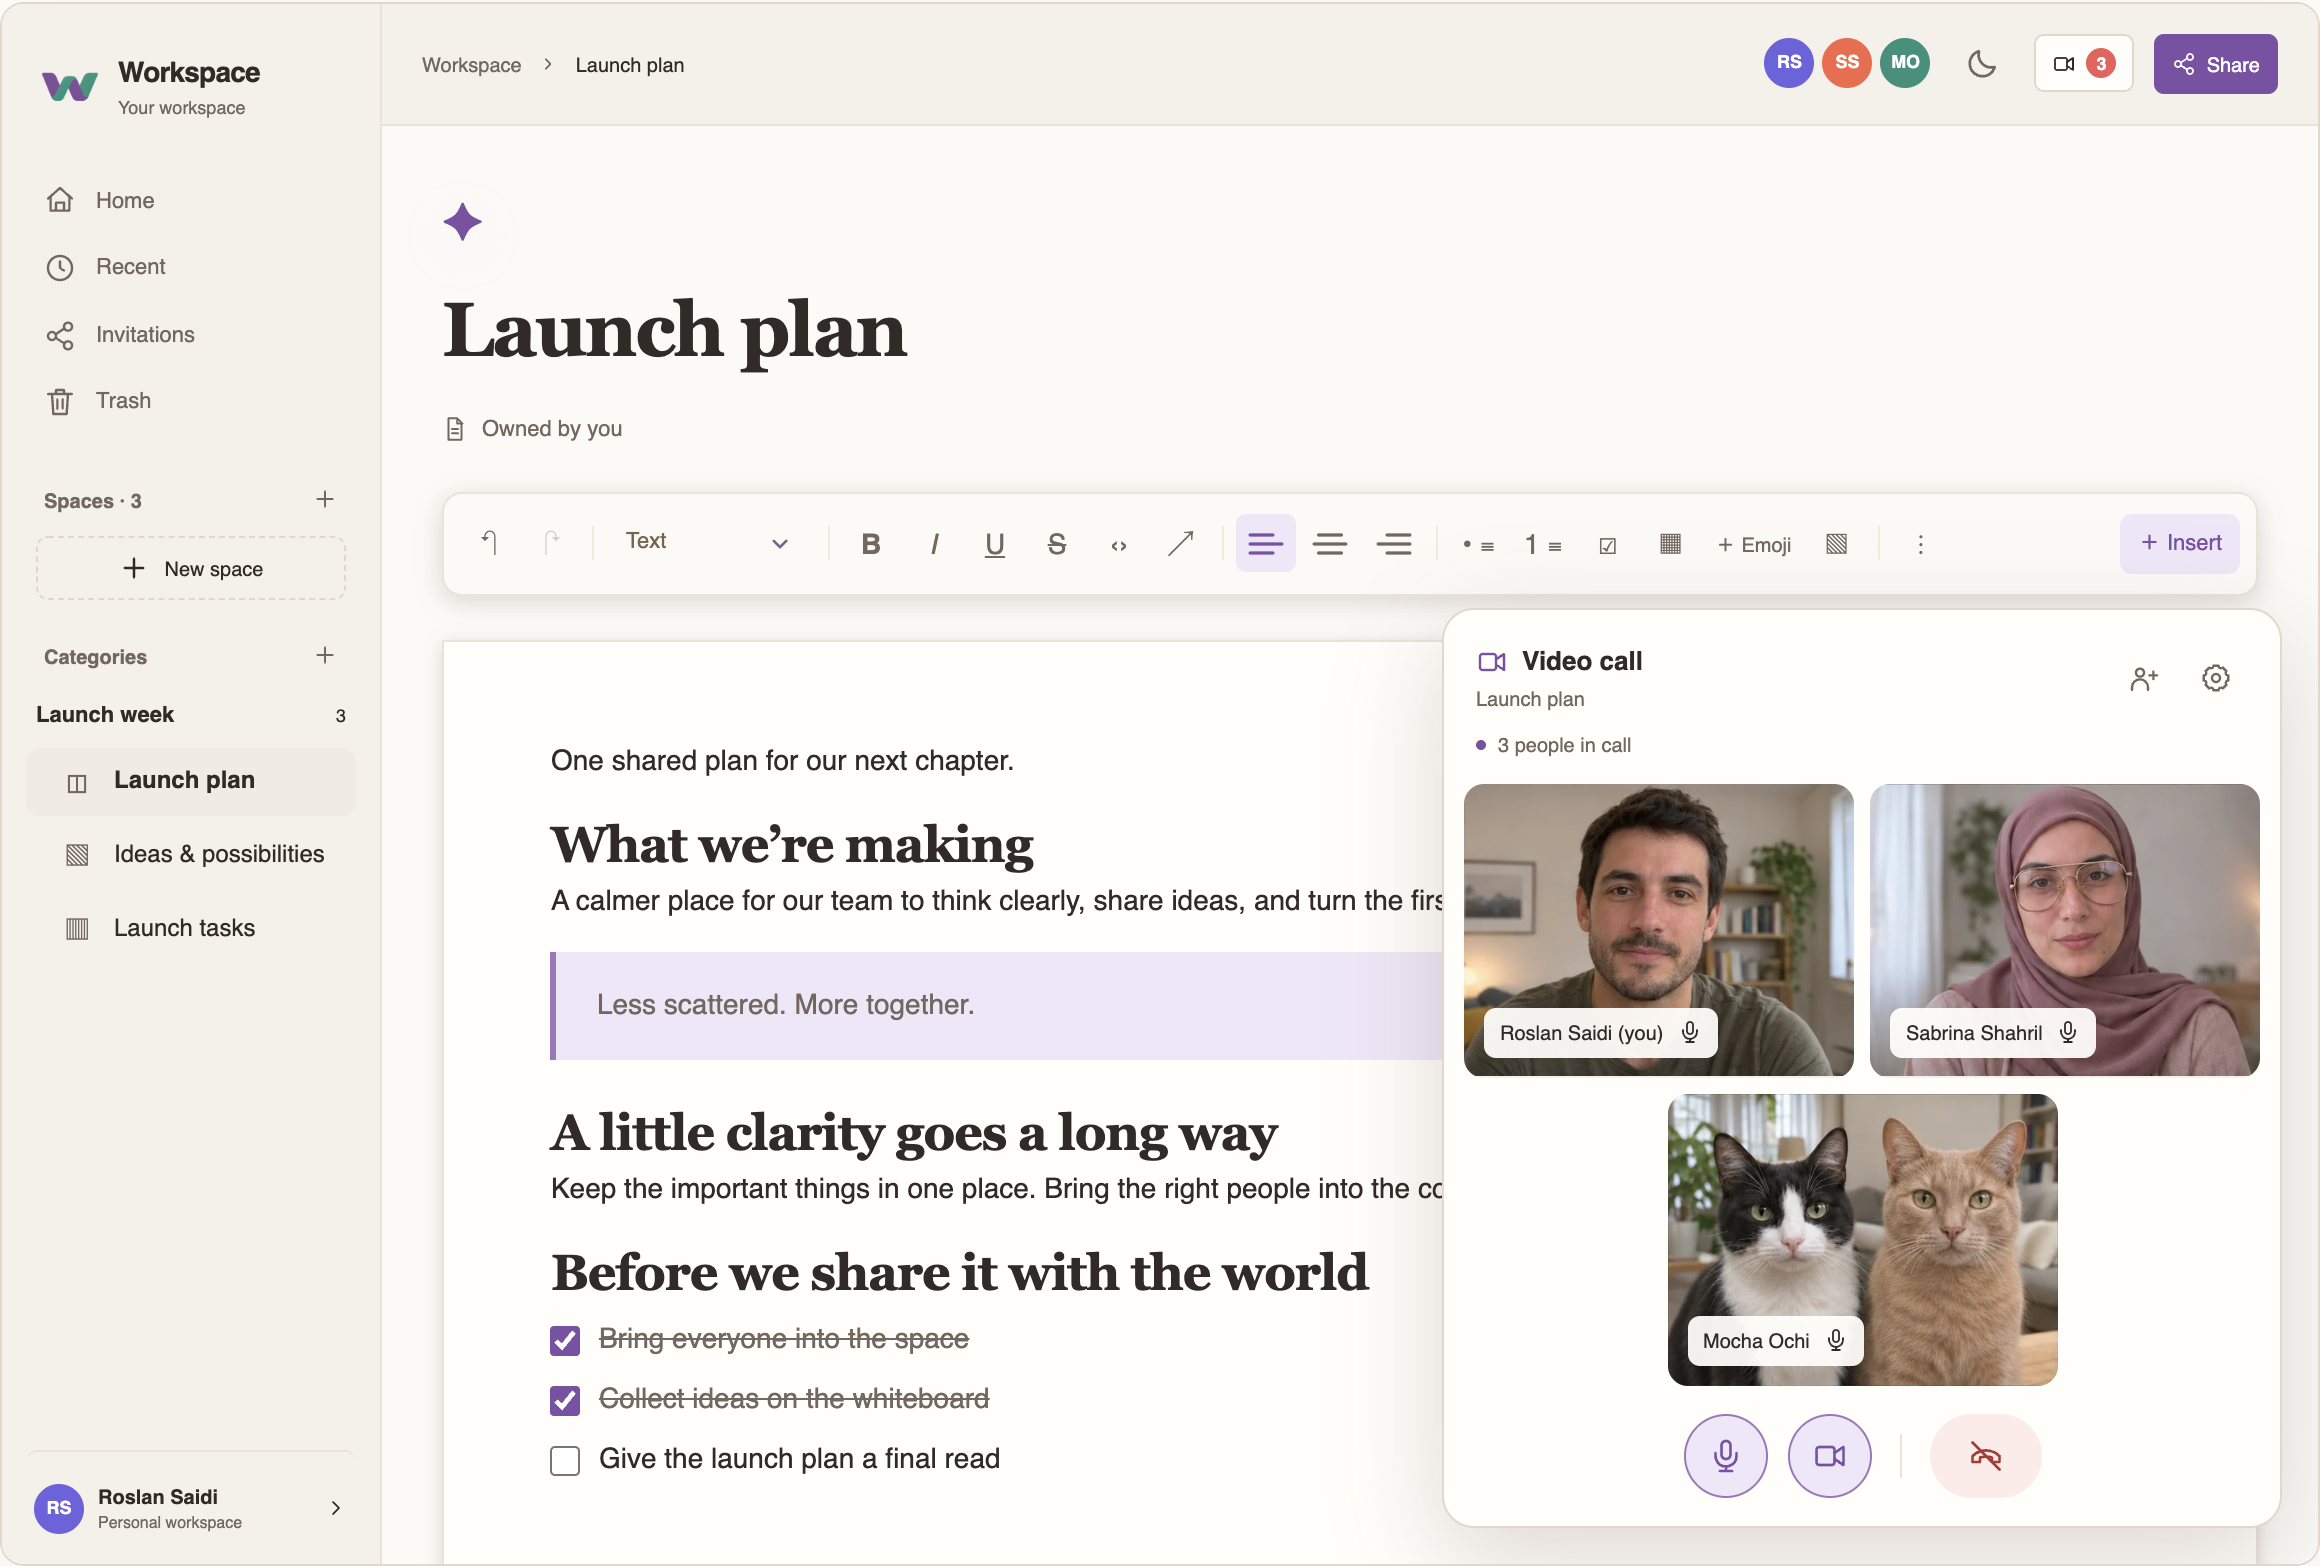 Workspace
Your workspace
Home
Recent
Invitations
Trash
Spaces · 3
+
+ New space
Categories
+
Launch week 3
Launch plan
Ideas & possibilities
Launch tasks
RS
Roslan Saidi
Personal workspace
Workspace > Launch plan
RS SS MO
3
Share
Launch plan
Owned by you
Text
B I U S ‹› 
• ≡ 1 ≡ + Emoji
+ Insert
One shared plan for our next chapter.
What we’re making
A calmer place for our team to think clearly, share ideas, and turn the
Less scattered. More together.
A little clarity goes a long way
Keep the important things in one place. Bring the right people into the
Before we share it with the world
Bring everyone into the space
Collect ideas on the whiteboard
Give the launch plan a final read
Video call
Launch plan
3 people in call
Roslan Saidi (you)
Sabrina Shahril
Mocha Ochi